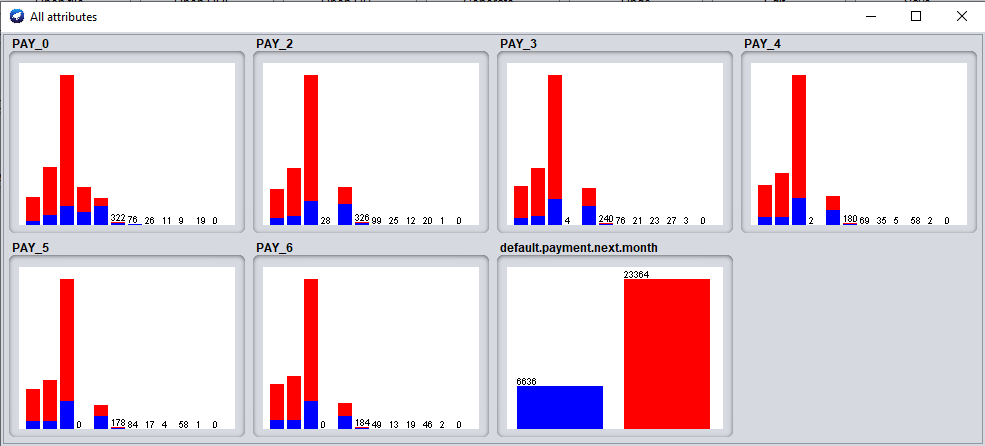 All attributes
PAY_0 PAY_2 PAY_3 PAY_4
322 76 26 11 9 19 0
28 326 99 25 12 20 1 0
4 240 76 21 23 27 3 0
2 180 69 35 5 58 2 0
PAY_5 PAY_6 default.payment.next.month
0 178 84 17 4 58 1 0
0 184 49 13 19 46 2 0
6636 23364